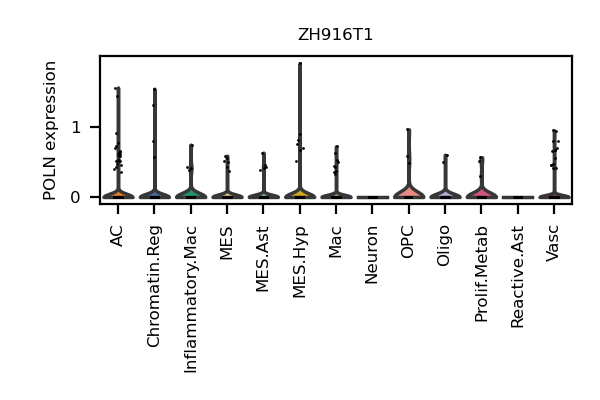 ZH916T1
POLN expression
1
0
AC
Chromatin.Reg
Inflammatory.Mac
MES
MES.Ast
MES.Hyp
Mac
Neuron
OPC
Oligo
Prolif.Metab
Reactive.Ast
Vasc